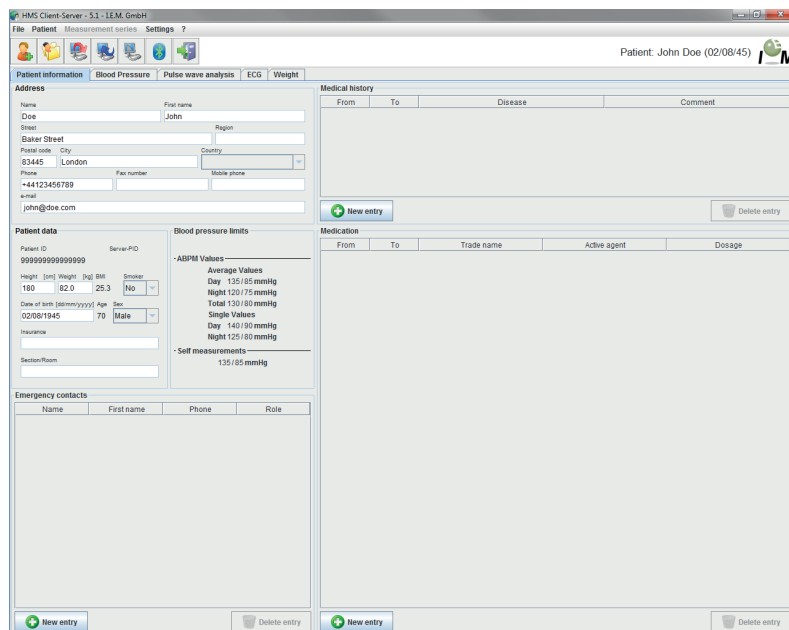 HMS Client-Server - 5.1 - I.E.M. GmbH
File Patient Measurement series Settings ?
Patient: John Doe (02/08/45)
Patient information Blood Pressure Pulse wave analysis ECG Weight
Address
Name First name
Doe John
Street Region
Baker Street
Postal code City Country
83445 London
Phone Fax number Mobile phone
+44123456789
e-mail
john@doe.com
Medical history
From To Disease Comment
New entry Delete entry
Patient data
Patient ID Server-PID
999999999999999
Height [cm] Weight [kg] BMI Smoker
180 82.0 25.3 No
Date of birth [dd/mm/yyyy] Age Sex
02/08/1945 70 Male
Insurance
Section/Room
Blood pressure limits
- ABPM Values
Average Values
Day 135/85 mmHg
Night 120/75 mmHg
Total 130/80 mmHg
Single Values
Day 140/90 mmHg
Night 125/80 mmHg
- Self measurements
135/85 mmHg
Medication
From To Trade name Active agent Dosage
Emergency contacts
Name First name Phone Role
New entry Delete entry
New entry Delete entry